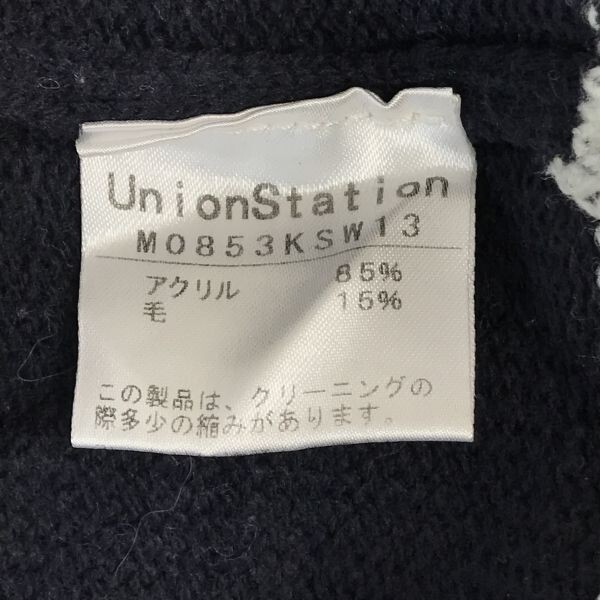 UnionStation
M0853KSW13
アクリル 85%
毛 15%
この製品は、クリーニングの
際多少の縮みがあります。